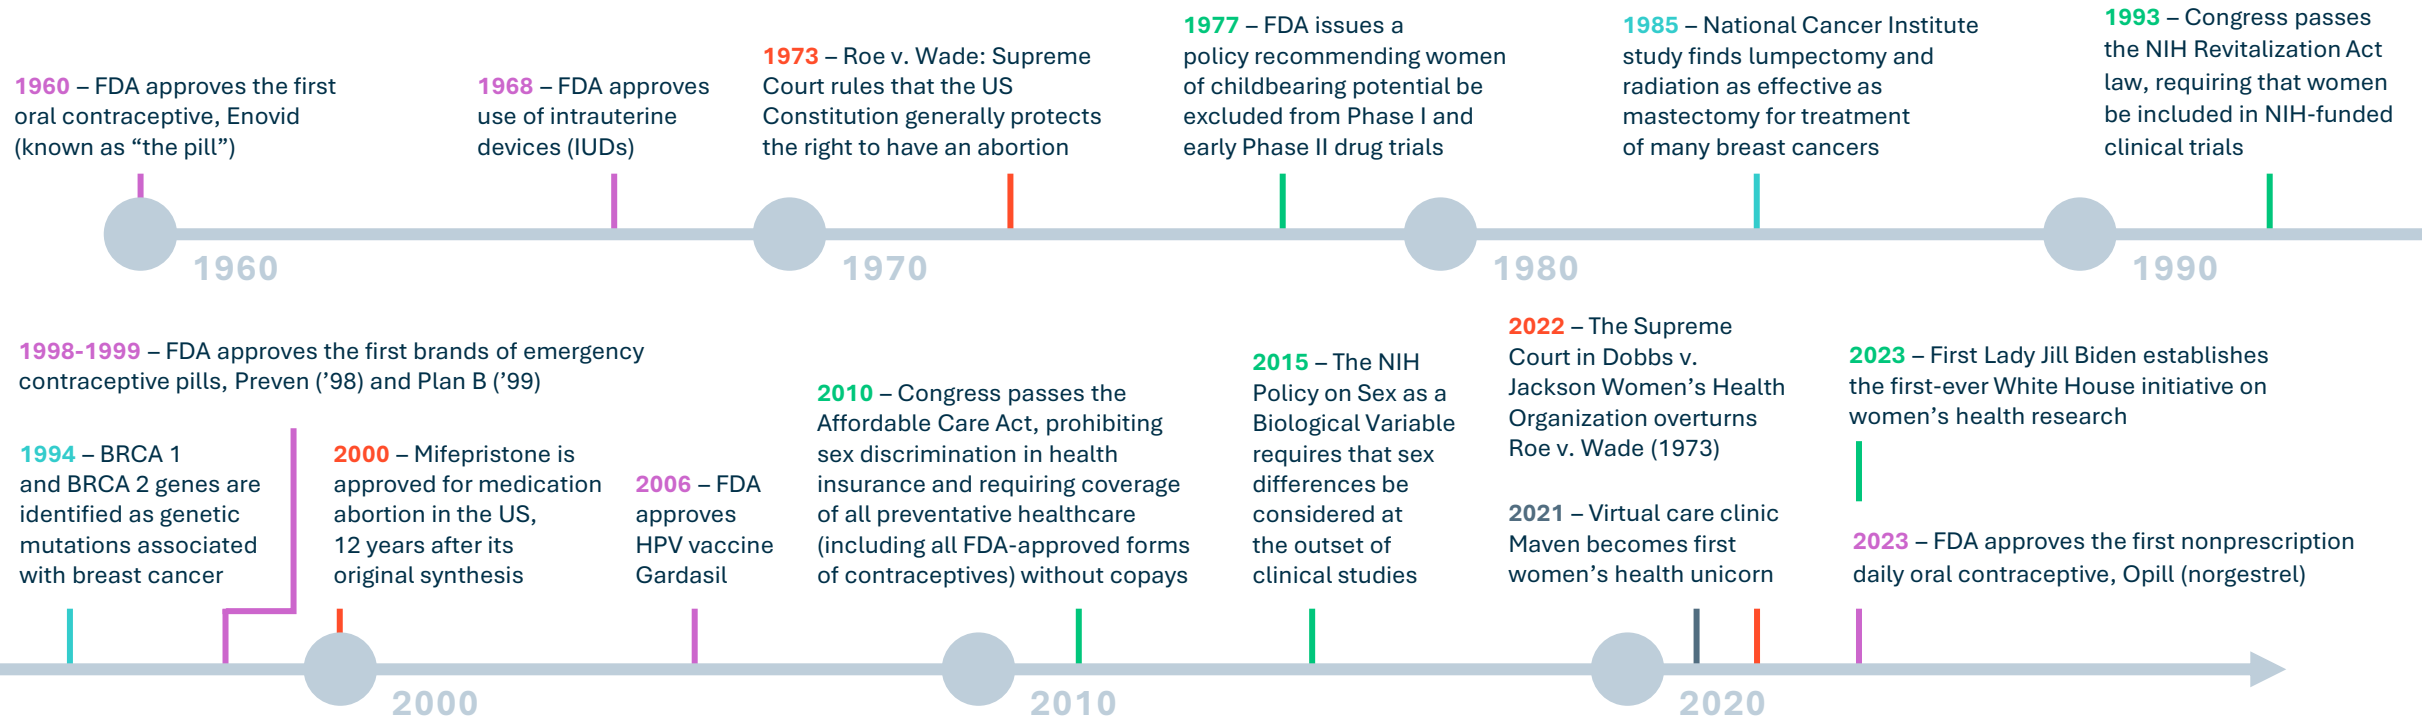 1960 – FDA approves the first
oral contraceptive, Enovid
(known as “the pill”)
1968 – FDA approves
use of intrauterine
devices (IUDs)
1973 – Roe v. Wade: Supreme
Court rules that the US
Constitution generally protects
the right to have an abortion
1977 – FDA issues a
policy recommending women
of childbearing potential be
excluded from Phase I and
early Phase II drug trials
1985 – National Cancer Institute
study finds lumpectomy and
radiation as effective as
mastectomy for treatment
of many breast cancers
1993 – Congress passes
the NIH Revitalization Act
law, requiring that women
be included in NIH-funded
clinical trials
1960
1970
1980
1990
1998-1999 – FDA approves the first brands of emergency
contraceptive pills, Preven (’98) and Plan B (’99)
1994 – BRCA 1
and BRCA 2 genes are
identified as genetic
mutations associated
with breast cancer
2000 – Mifepristone is
approved for medication
abortion in the US,
12 years after its
original synthesis
2006 – FDA
approves
HPV vaccine
Gardasil
2010 – Congress passes the
Affordable Care Act, prohibiting
sex discrimination in health
insurance and requiring coverage
of all preventative healthcare
(including all FDA-approved forms
of contraceptives) without copays
2015 – The NIH
Policy on Sex as a
Biological Variable
requires that sex
differences be
considered at
the outset of
clinical studies
2022 – The Supreme
Court in Dobbs v.
Jackson Women’s Health
Organization overturns
Roe v. Wade (1973)
2021 – Virtual care clinic
Maven becomes first
women’s health unicorn
2023 – First Lady Jill Biden establishes
the first-ever White House initiative on
women’s health research
2023 – FDA approves the first nonprescription
daily oral contraceptive, Opill (norgestrel)
2000
2010
2020